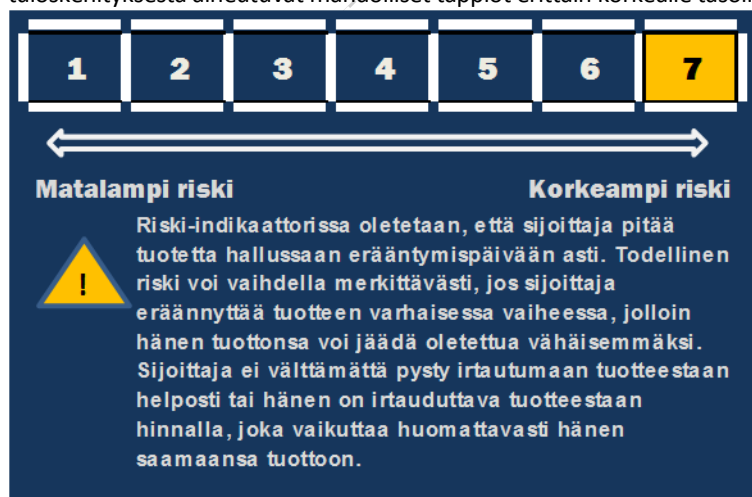 1 2 3 4 5 6 7
Matalampi riski Korkeampi riski
Riski-indikaattorissa oletetaan, että sijoittaja pitää
tuotetta hallussaan erääntymispäivään asti. Todellinen
riski voi vaihdella merkittävästi, jos sijoittaja
! eräännyttää tuotteen varhaisessa vaiheessa, jolloin
hänen tuottonsa voi jäädä oletettua vähäisemmäksi.
Sijoittaja ei välttämättä pysty irtautumaan tuotteestaan
helposti tai hänen on irtauduttava tuotteestaan
hinnalla, joka vaikuttaa huomattavasti hänen
saamaansa tuottoon.